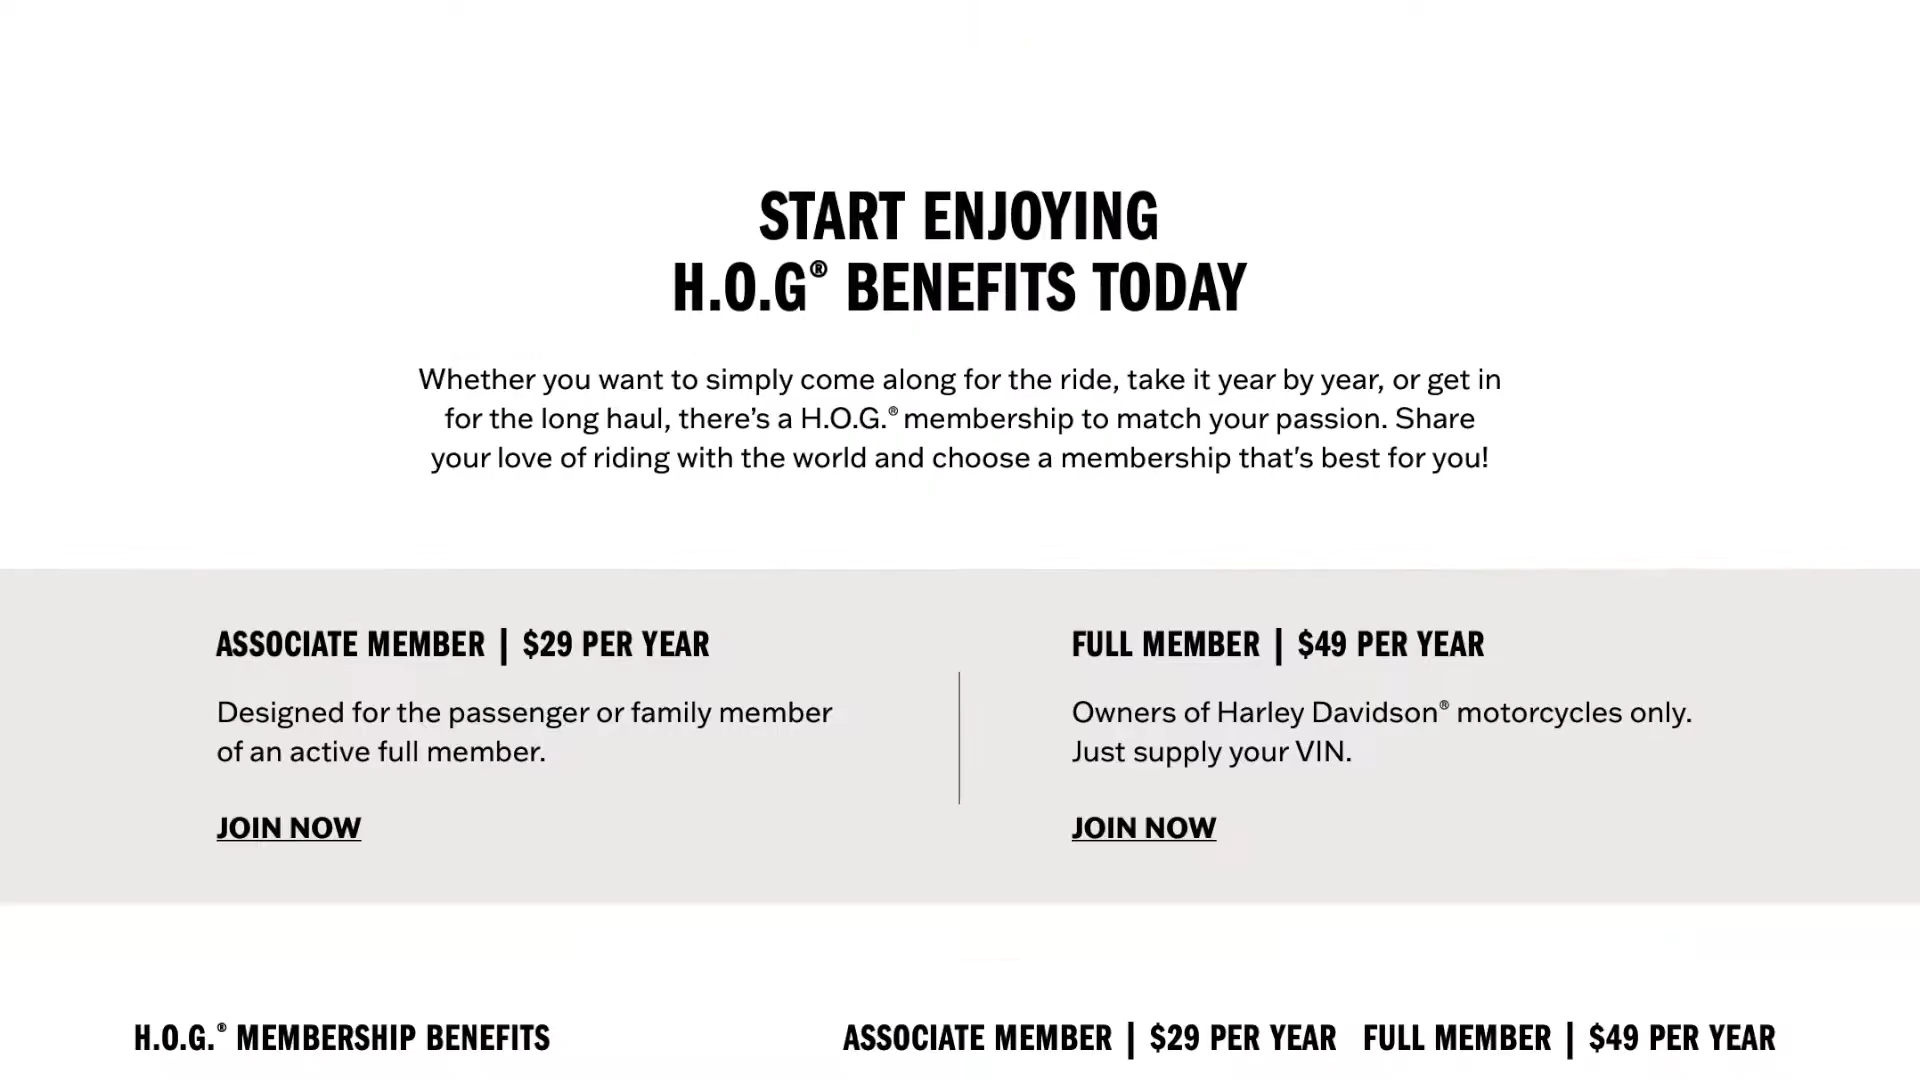 START ENJOYING
H.O.G® BENEFITS TODAY
Whether you want to simply come along for the ride, take it year by year, or get in
for the long haul, there’s a H.O.G.® membership to match your passion. Share
your love of riding with the world and choose a membership that’s best for you!
ASSOCIATE MEMBER | $29 PER YEAR
Designed for the passenger or family member
of an active full member.
JOIN NOW
FULL MEMBER | $49 PER YEAR
Owners of Harley Davidson® motorcycles only.
Just supply your VIN.
JOIN NOW
H.O.G.® MEMBERSHIP BENEFITS
ASSOCIATE MEMBER | $29 PER YEAR
FULL MEMBER | $49 PER YEAR